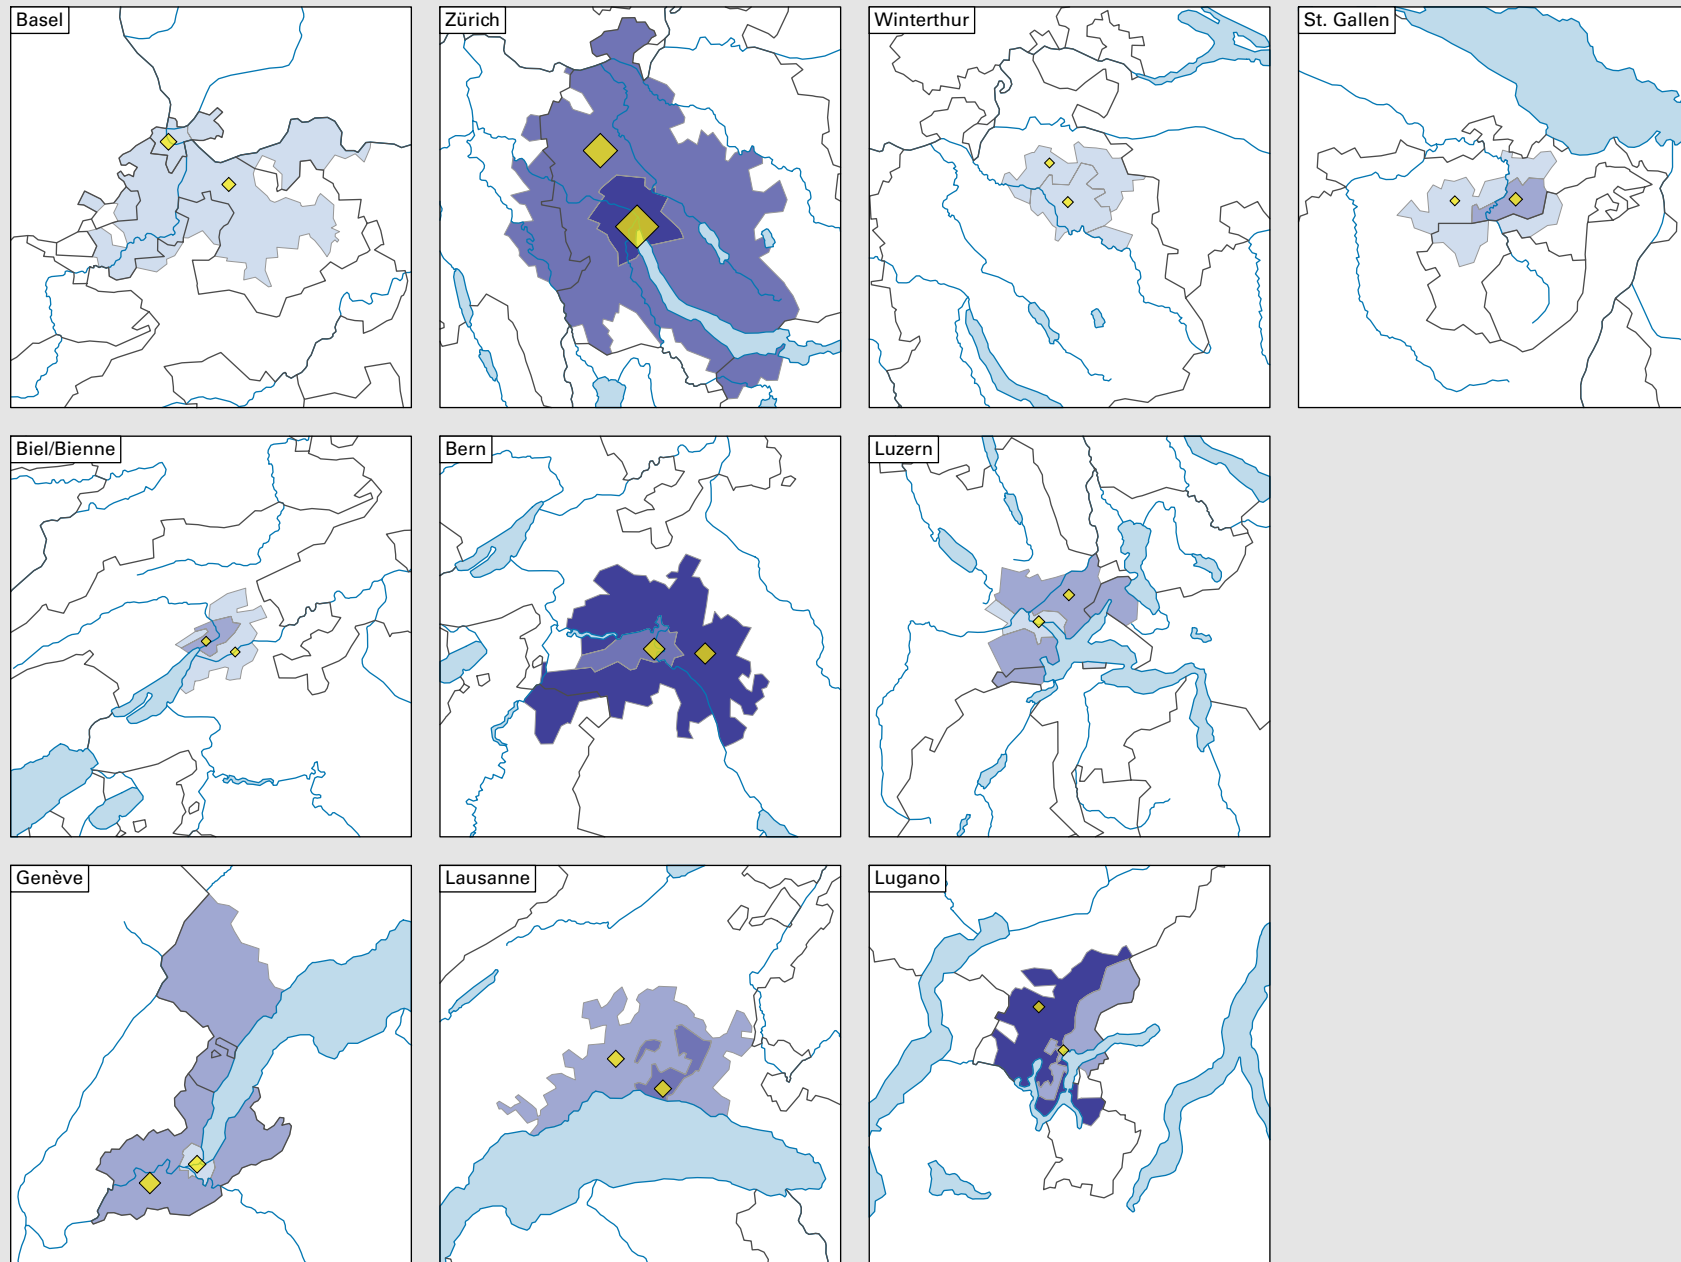 Basel
Zürich
Winterthur
St. Gallen
Biel/Bienne
Bern
Luzern
Genève
Lausanne
Lugano